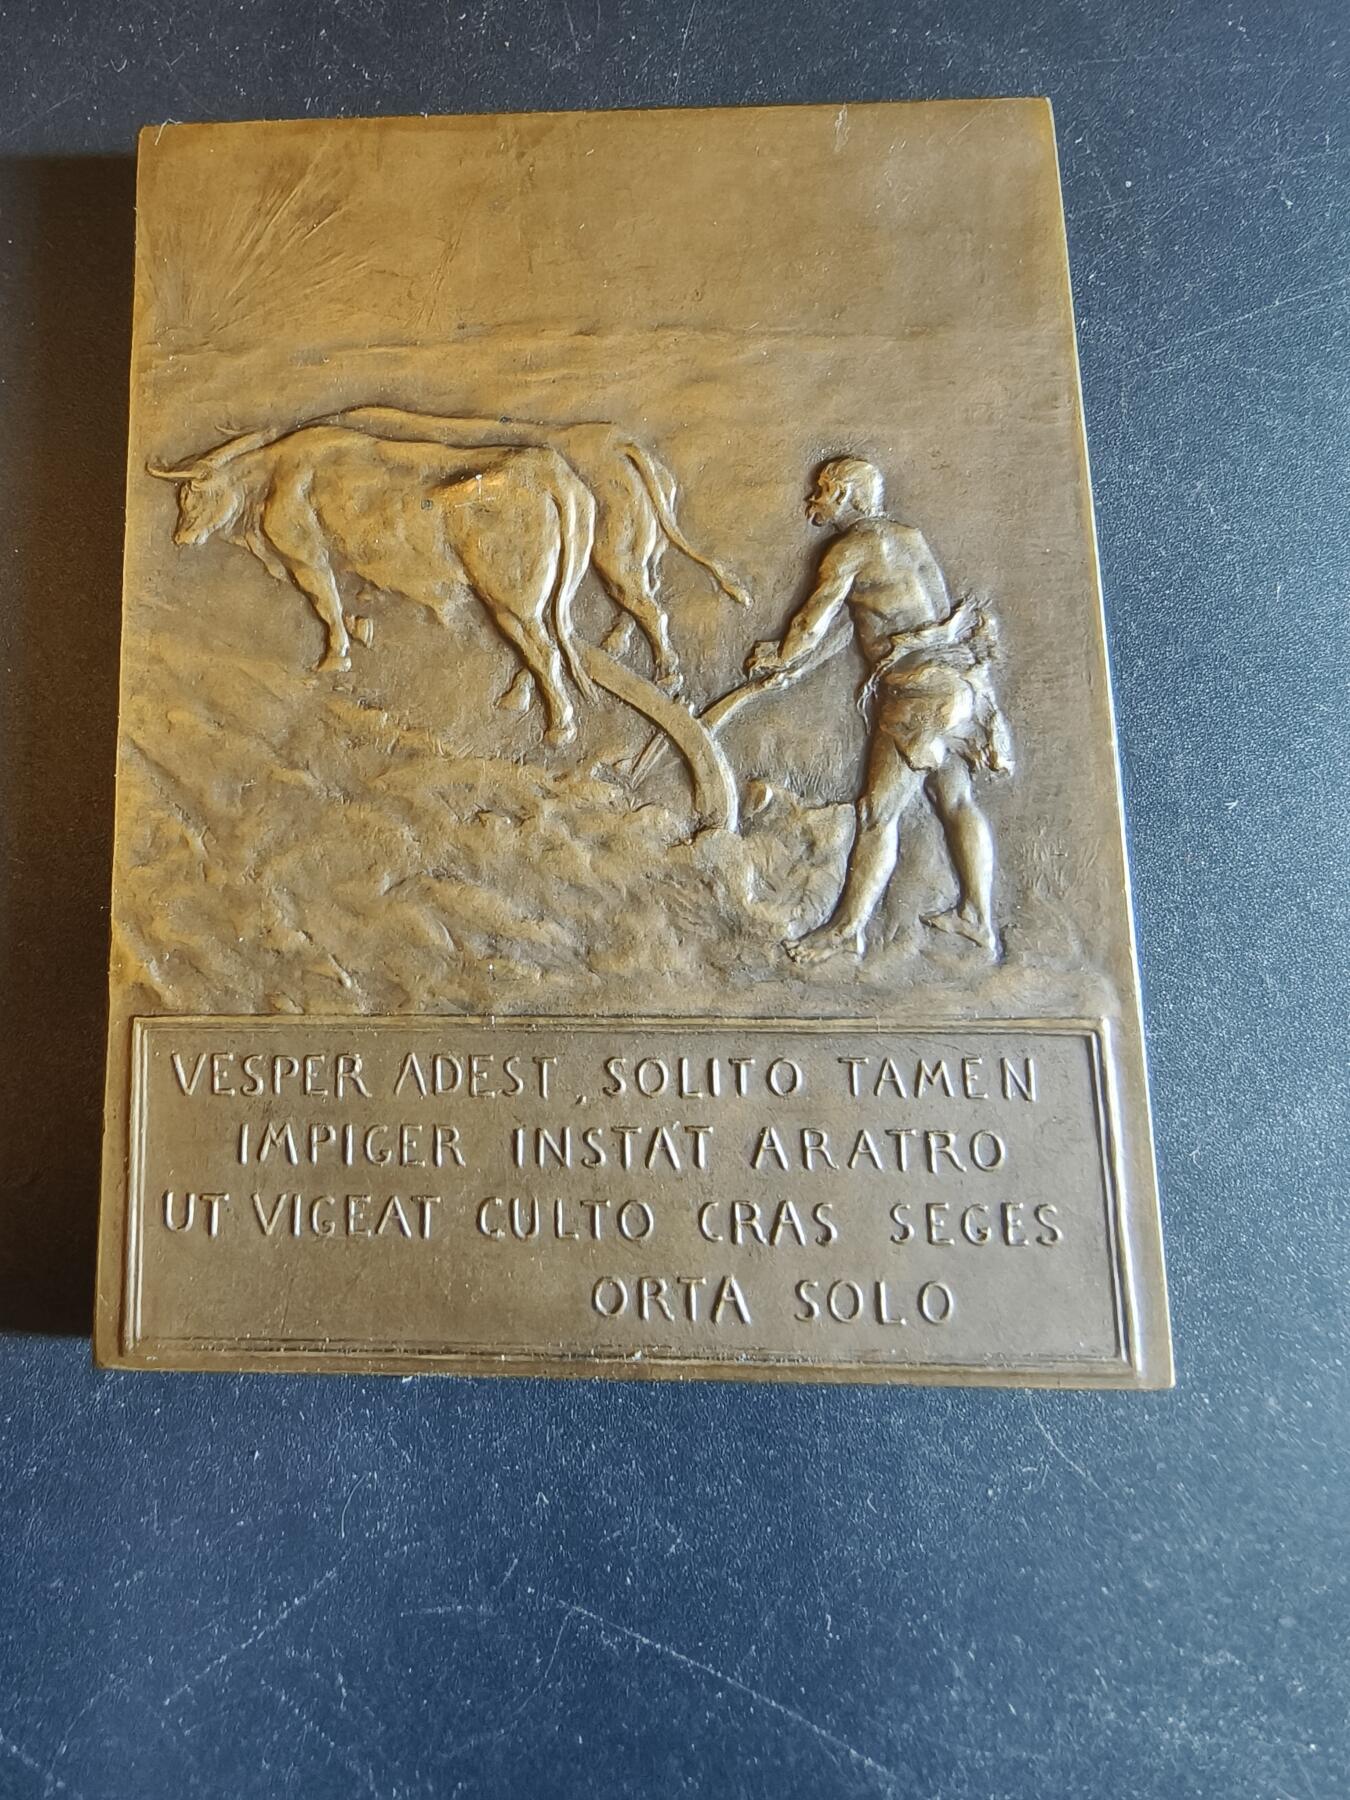 VESPER ADEST, SOLITO TAMEN
IMPIGER INSTAT ARATRO
UT VIGEAT CULTO CRAS SEGES
ORTA SOLO